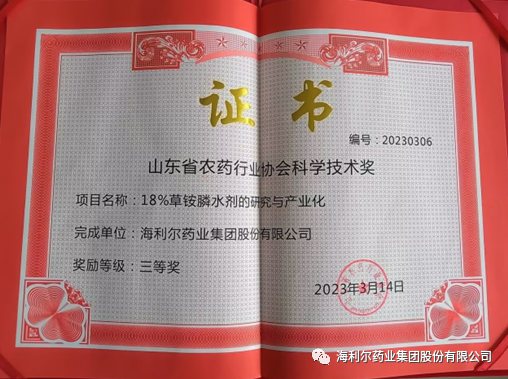 证 书
编号：20230306
山东省农药行业协会科学技术奖
项目名称：18%草铵膦水剂的研究与产业化
完成单位：海利尔药业集团股份有限公司
奖励等级：三等奖
2023年3月14日
海利尔药业集团股份有限公司